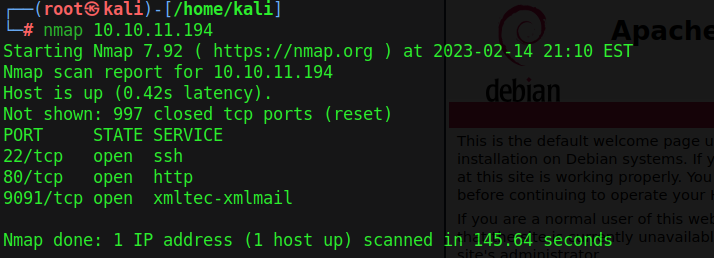 ┌──(root㉿kali)-[/home/kali]
└─# nmap 10.10.11.194
Starting Nmap 7.92 ( https://nmap.org ) at 2023-02-14 21:10 EST
Nmap scan report for 10.10.11.194
Host is up (0.42s latency).
Not shown: 997 closed tcp ports (reset)
PORT     STATE SERVICE
22/tcp   open  ssh
80/tcp   open  http
9091/tcp open  xmltec-xmlmail
Nmap done: 1 IP address (1 host up) scanned in 145.64 seconds
Apache
debian
This is the default welcome page u
installation on Debian systems. If y
at this site is working properly. You
before continuing to operate your
If you are a normal user of this web
unavailab
site's administrator.